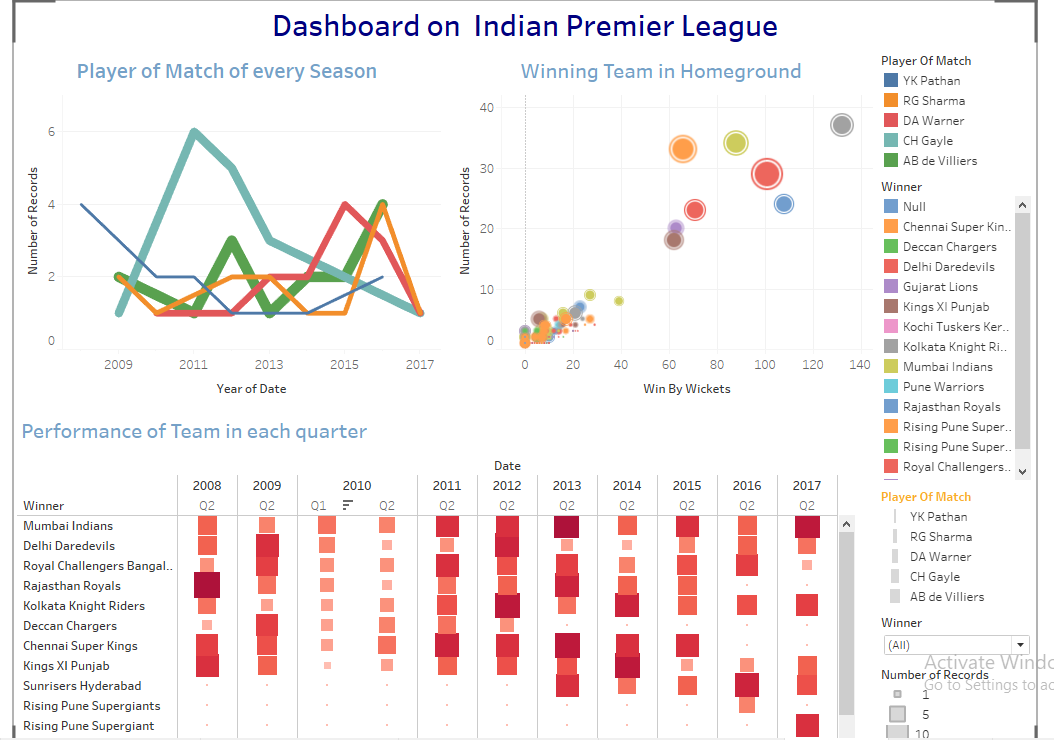 Dashboard on Indian Premier League
Player of Match of every Season
Number of Records
6
4
2
0
2009 2011 2013 2015 2017
Year of Date
Winning Team in Homeground
Number of Records
40
30
20
10
0
0 20 40 60 80 100 120 140
Win By Wickets
Player Of Match
YK Pathan
RG Sharma
DA Warner
CH Gayle
AB de Villiers
Winner
Null
Chennai Super Kin..
Deccan Chargers
Delhi Daredevils
Gujarat Lions
Kings XI Punjab
Kochi Tuskers Ker..
Kolkata Knight Ri..
Mumbai Indians
Pune Warriors
Rajasthan Royals
Rising Pune Super..
Rising Pune Super..
Royal Challengers..
Performance of Team in each quarter
Date
2008 2009 2010 2011 2012 2013 2014 2015 2016 2017
Winner Q2 Q2 Q1 Q2 Q2 Q2 Q2 Q2 Q2 Q2 Q2
Mumbai Indians
Delhi Daredevils
Royal Challengers Bangal..
Rajasthan Royals
Kolkata Knight Riders
Deccan Chargers
Chennai Super Kings
Kings XI Punjab
Sunrisers Hyderabad
Rising Pune Supergiants
Rising Pune Supergiant
Player Of Match
YK Pathan
RG Sharma
DA Warner
CH Gayle
AB de Villiers
Winner
(All)
Activate Windo
Number of Records
Go to Settings to ac
1
5
10